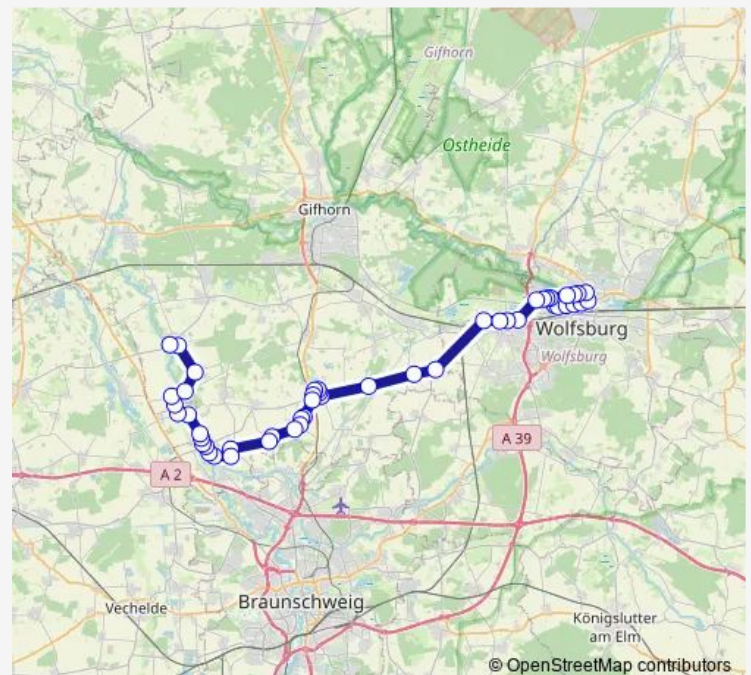 Gifhorn
Ostheide
Gifhorn
Wolfsburg
Wolfsburg
A 39
A 2
Vechelde
Braunschweig
Königslutter
am Elm
© OpenStreetMap contributors